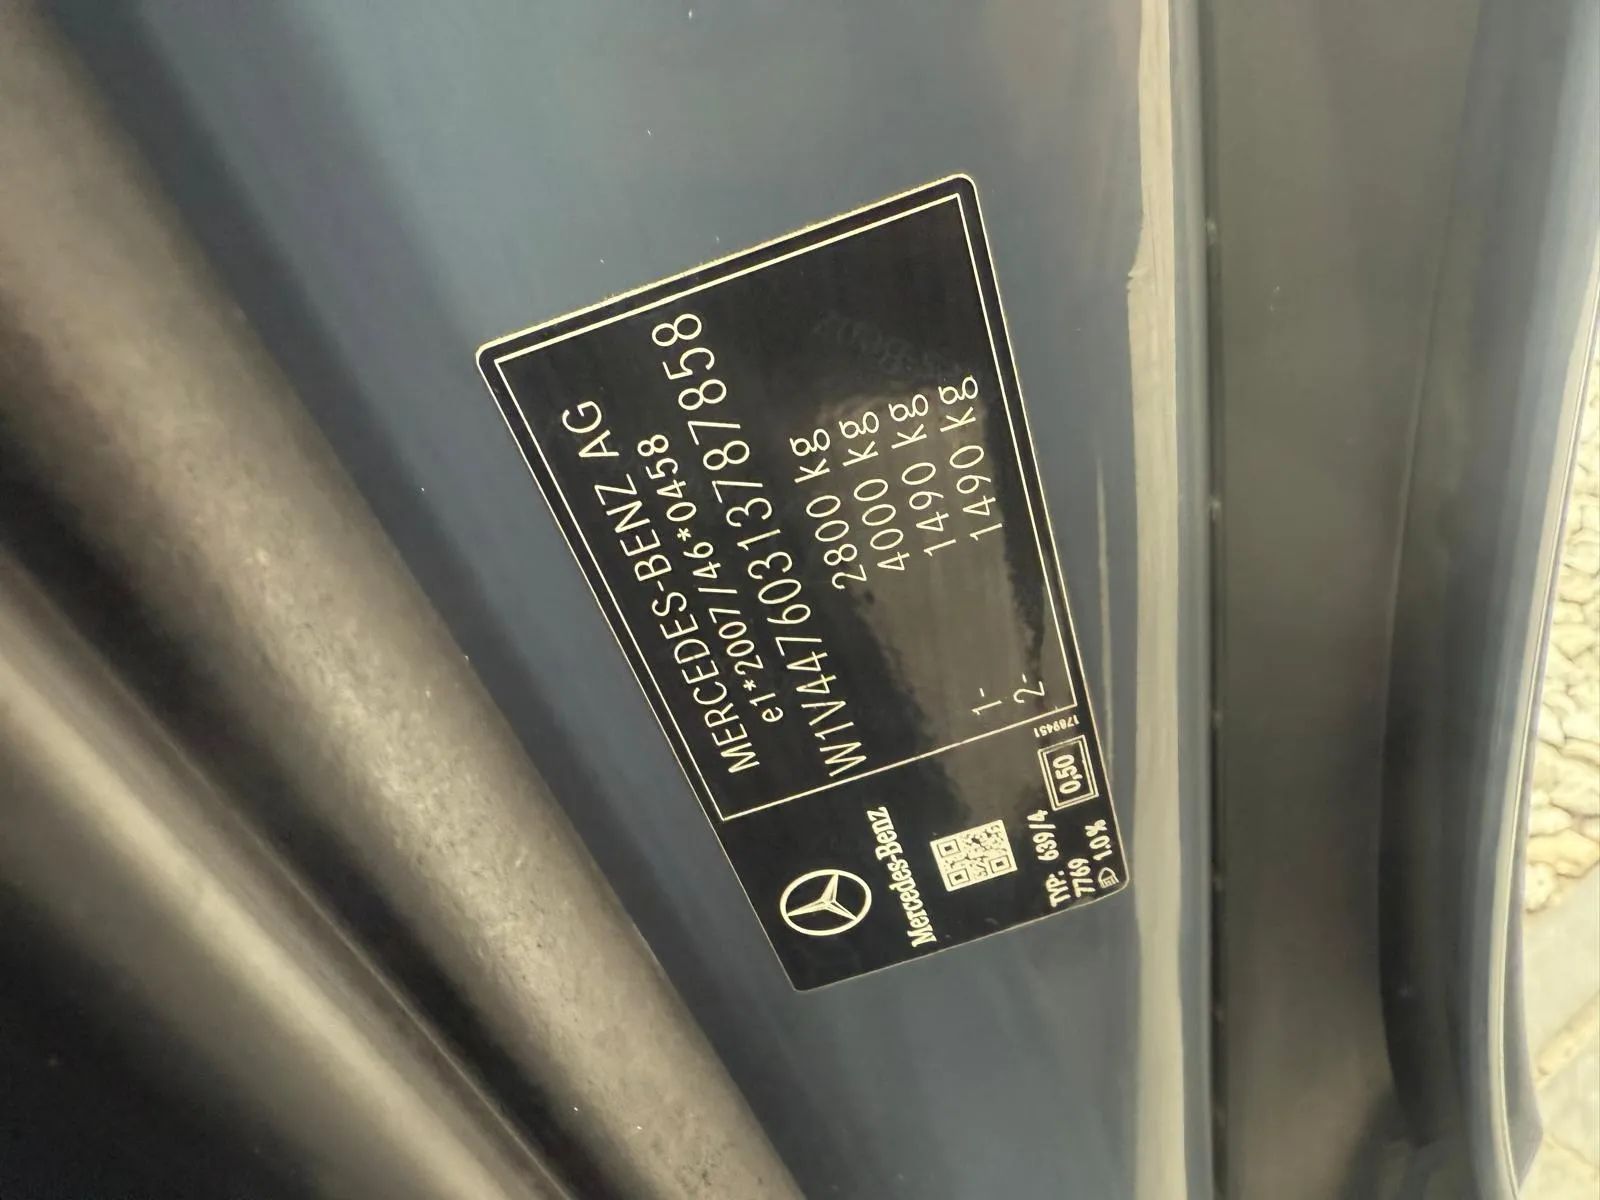 MERCEDES-BENZ AG
e1*2007/46*0458
W1V44760313787858
2800 kg
4000 kg
1- 1490 kg
2- 1490 kg
Mercedes-Benz
TYP: 639/4
7769
1.0%
0,50
1789451